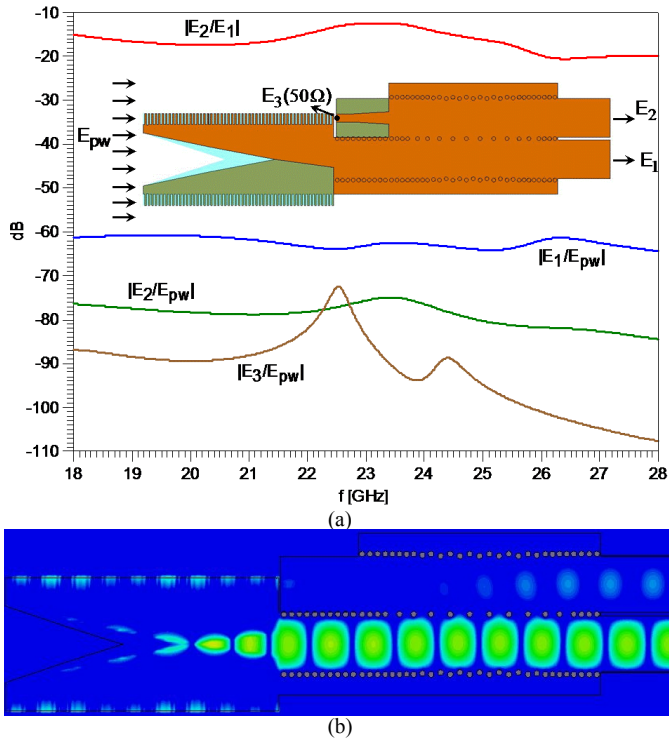 -10
-20
-30
-40
-50
-60
-70
-80
-90
-100
-110
dB
|E2/E1|
E3(50Ω)
Epw
E2
E1
|E1/Epw|
|E2/Epw|
|E3/Epw|
18 19 20 21 22 23 24 25 26 27 28
f [GHz]
(a)
(b)